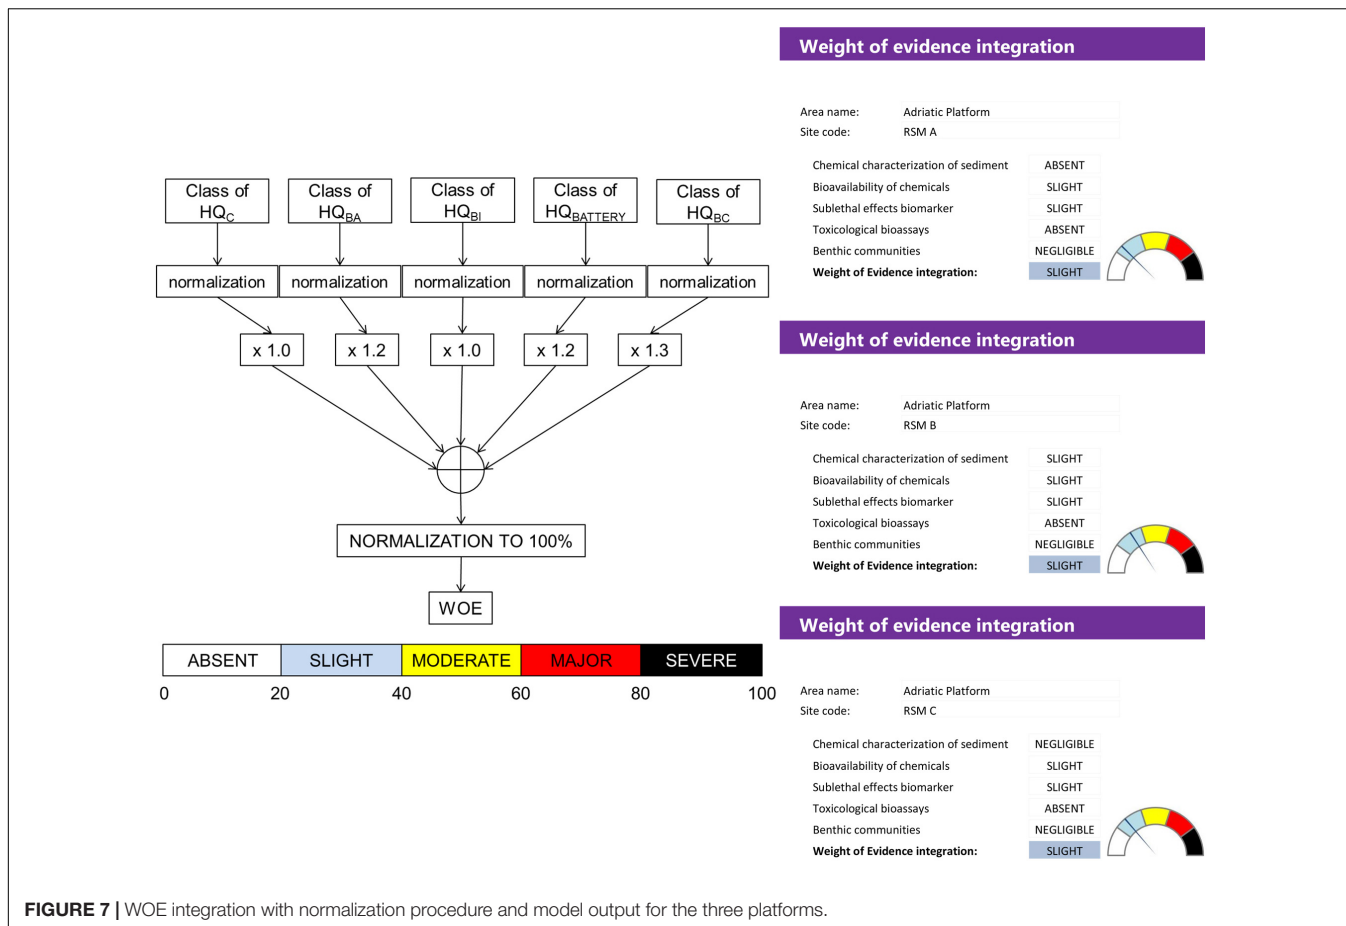 Class of HQC
Class of HQBA
Class of HQBI
Class of HQBATTERY
Class of HQBC
normalization
normalization
normalization
normalization
normalization
x 1.0
x 1.2
x 1.0
x 1.2
x 1.3
NORMALIZATION TO 100%
WOE
ABSENT SLIGHT MODERATE MAJOR SEVERE
0 20 40 60 80 100
Weight of evidence integration
Area name: Adriatic Platform
Site code: RSM A
Chemical characterization of sediment ABSENT
Bioavailability of chemicals SLIGHT
Sublethal effects biomarker SLIGHT
Toxicological bioassays ABSENT
Benthic communities NEGLIGIBLE
Weight of Evidence integration: SLIGHT
Weight of evidence integration
Area name: Adriatic Platform
Site code: RSM B
Chemical characterization of sediment SLIGHT
Bioavailability of chemicals SLIGHT
Sublethal effects biomarker SLIGHT
Toxicological bioassays ABSENT
Benthic communities NEGLIGIBLE
Weight of Evidence integration: SLIGHT
Weight of evidence integration
Area name: Adriatic Platform
Site code: RSM C
Chemical characterization of sediment NEGLIGIBLE
Bioavailability of chemicals SLIGHT
Sublethal effects biomarker SLIGHT
Toxicological bioassays ABSENT
Benthic communities NEGLIGIBLE
Weight of Evidence integration: SLIGHT
FIGURE 7 | WOE integration with normalization procedure and model output for the three platforms.